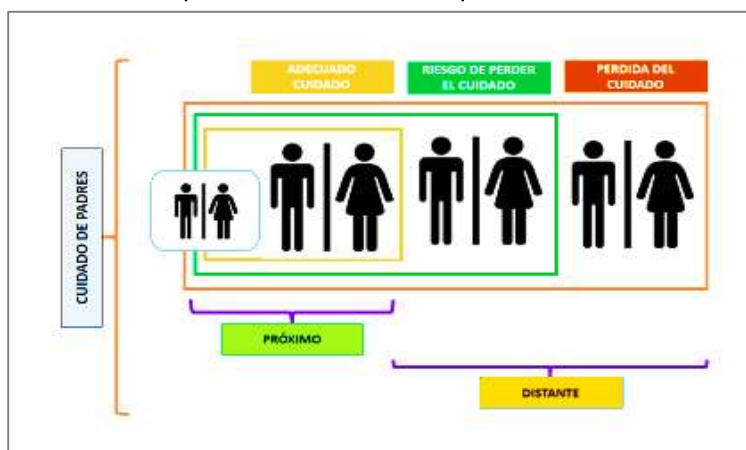 ADECUADO
CUIDADO
RIESGO DE PERDER
EL CUIDADO
PERDIDA DEL
CUIDADO
CUIDADO DE PADRES
PRÓXIMO
DISTANTE